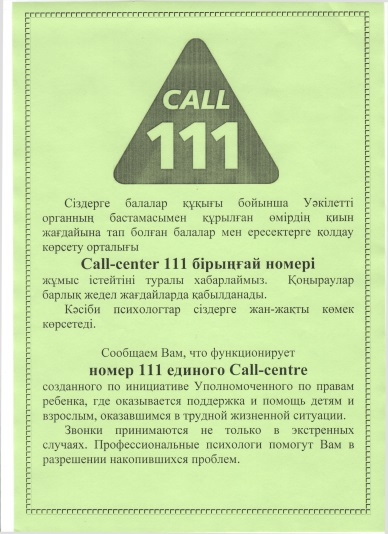 CALL
111
Сіздерге балалар құқығы бойынша Уәкілетті
органның бастамасымен құрылған өмірдің қиын
жағдайына тап болған балалар мен ересектерге қолдау
көрсету орталығы
Call-center 111 бірыңғай номері
жұмыс істейтіні туралы хабарлаймыз. Қоңыраулар
барлық жедел жағдайларда қабылданады.
Кәсіби психологтар сіздерге жан-жақты көмек
көрсетеді.
Сообщаем Вам, что функционирует
номер 111 единого Call-centre
созданного по инициативе Уполномоченного по правам
ребенка, где оказывается поддержка и помощь детям и
взрослым, оказавшимся в трудной жизненной ситуации.
Звонки принимаются не только в экстренных
случаях. Профессиональные психологи помогут Вам в
разрешении накопившихся проблем.